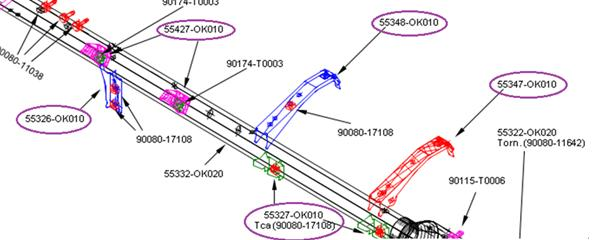 90174-T0003
55427-OK010
55348-OK010
90080-11038
90174-T0003
55347-OK010
55326-OK010
90080-17108
90080-17108
55322-OK020
Torn. (90080-11642)
55332-OK020
90115-T0006
55327-OK010
Tca (90080-17108)